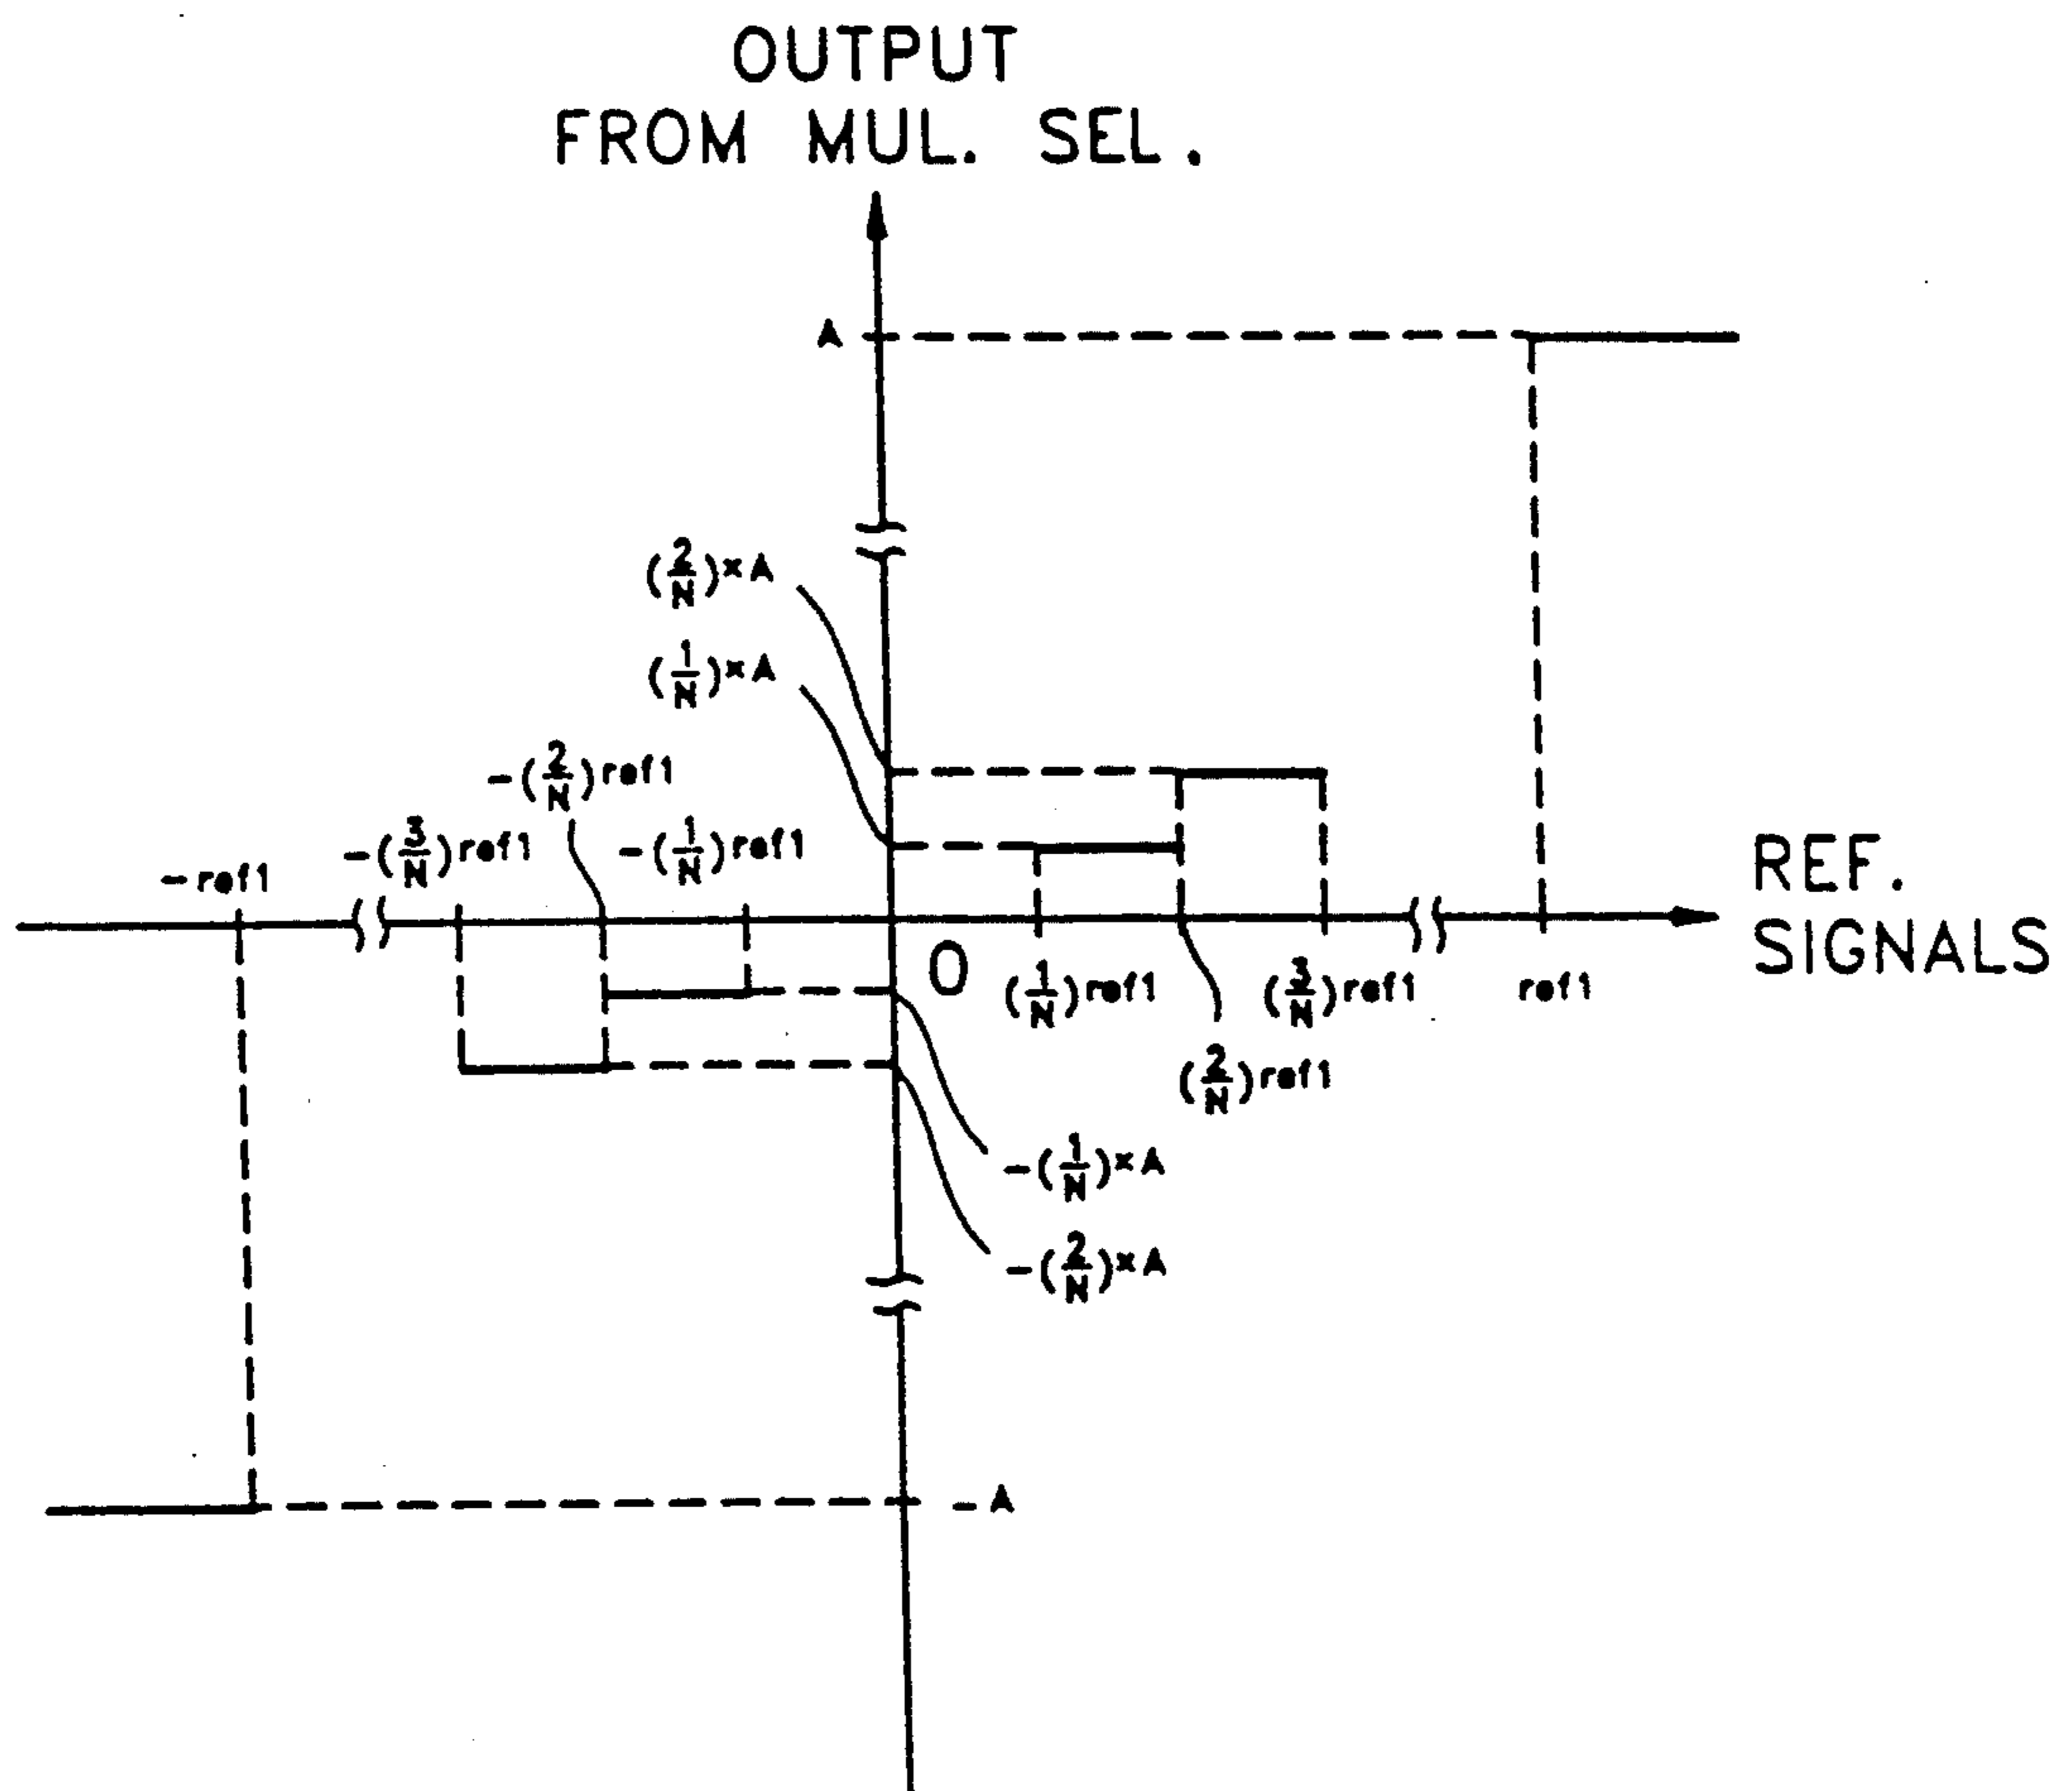 OUTPUT
FROM MUL. SEL.
A
(2/N)×A
(1/N)×A
-(2/N)ref1
-(3/N)ref1
-(1/N)ref1
-ref1
REF.
SIGNALS
0
(1/N)ref1
(3/N)ref1
ref1
(2/N)ref1
-(1/N)×A
-(2/N)×A
-A